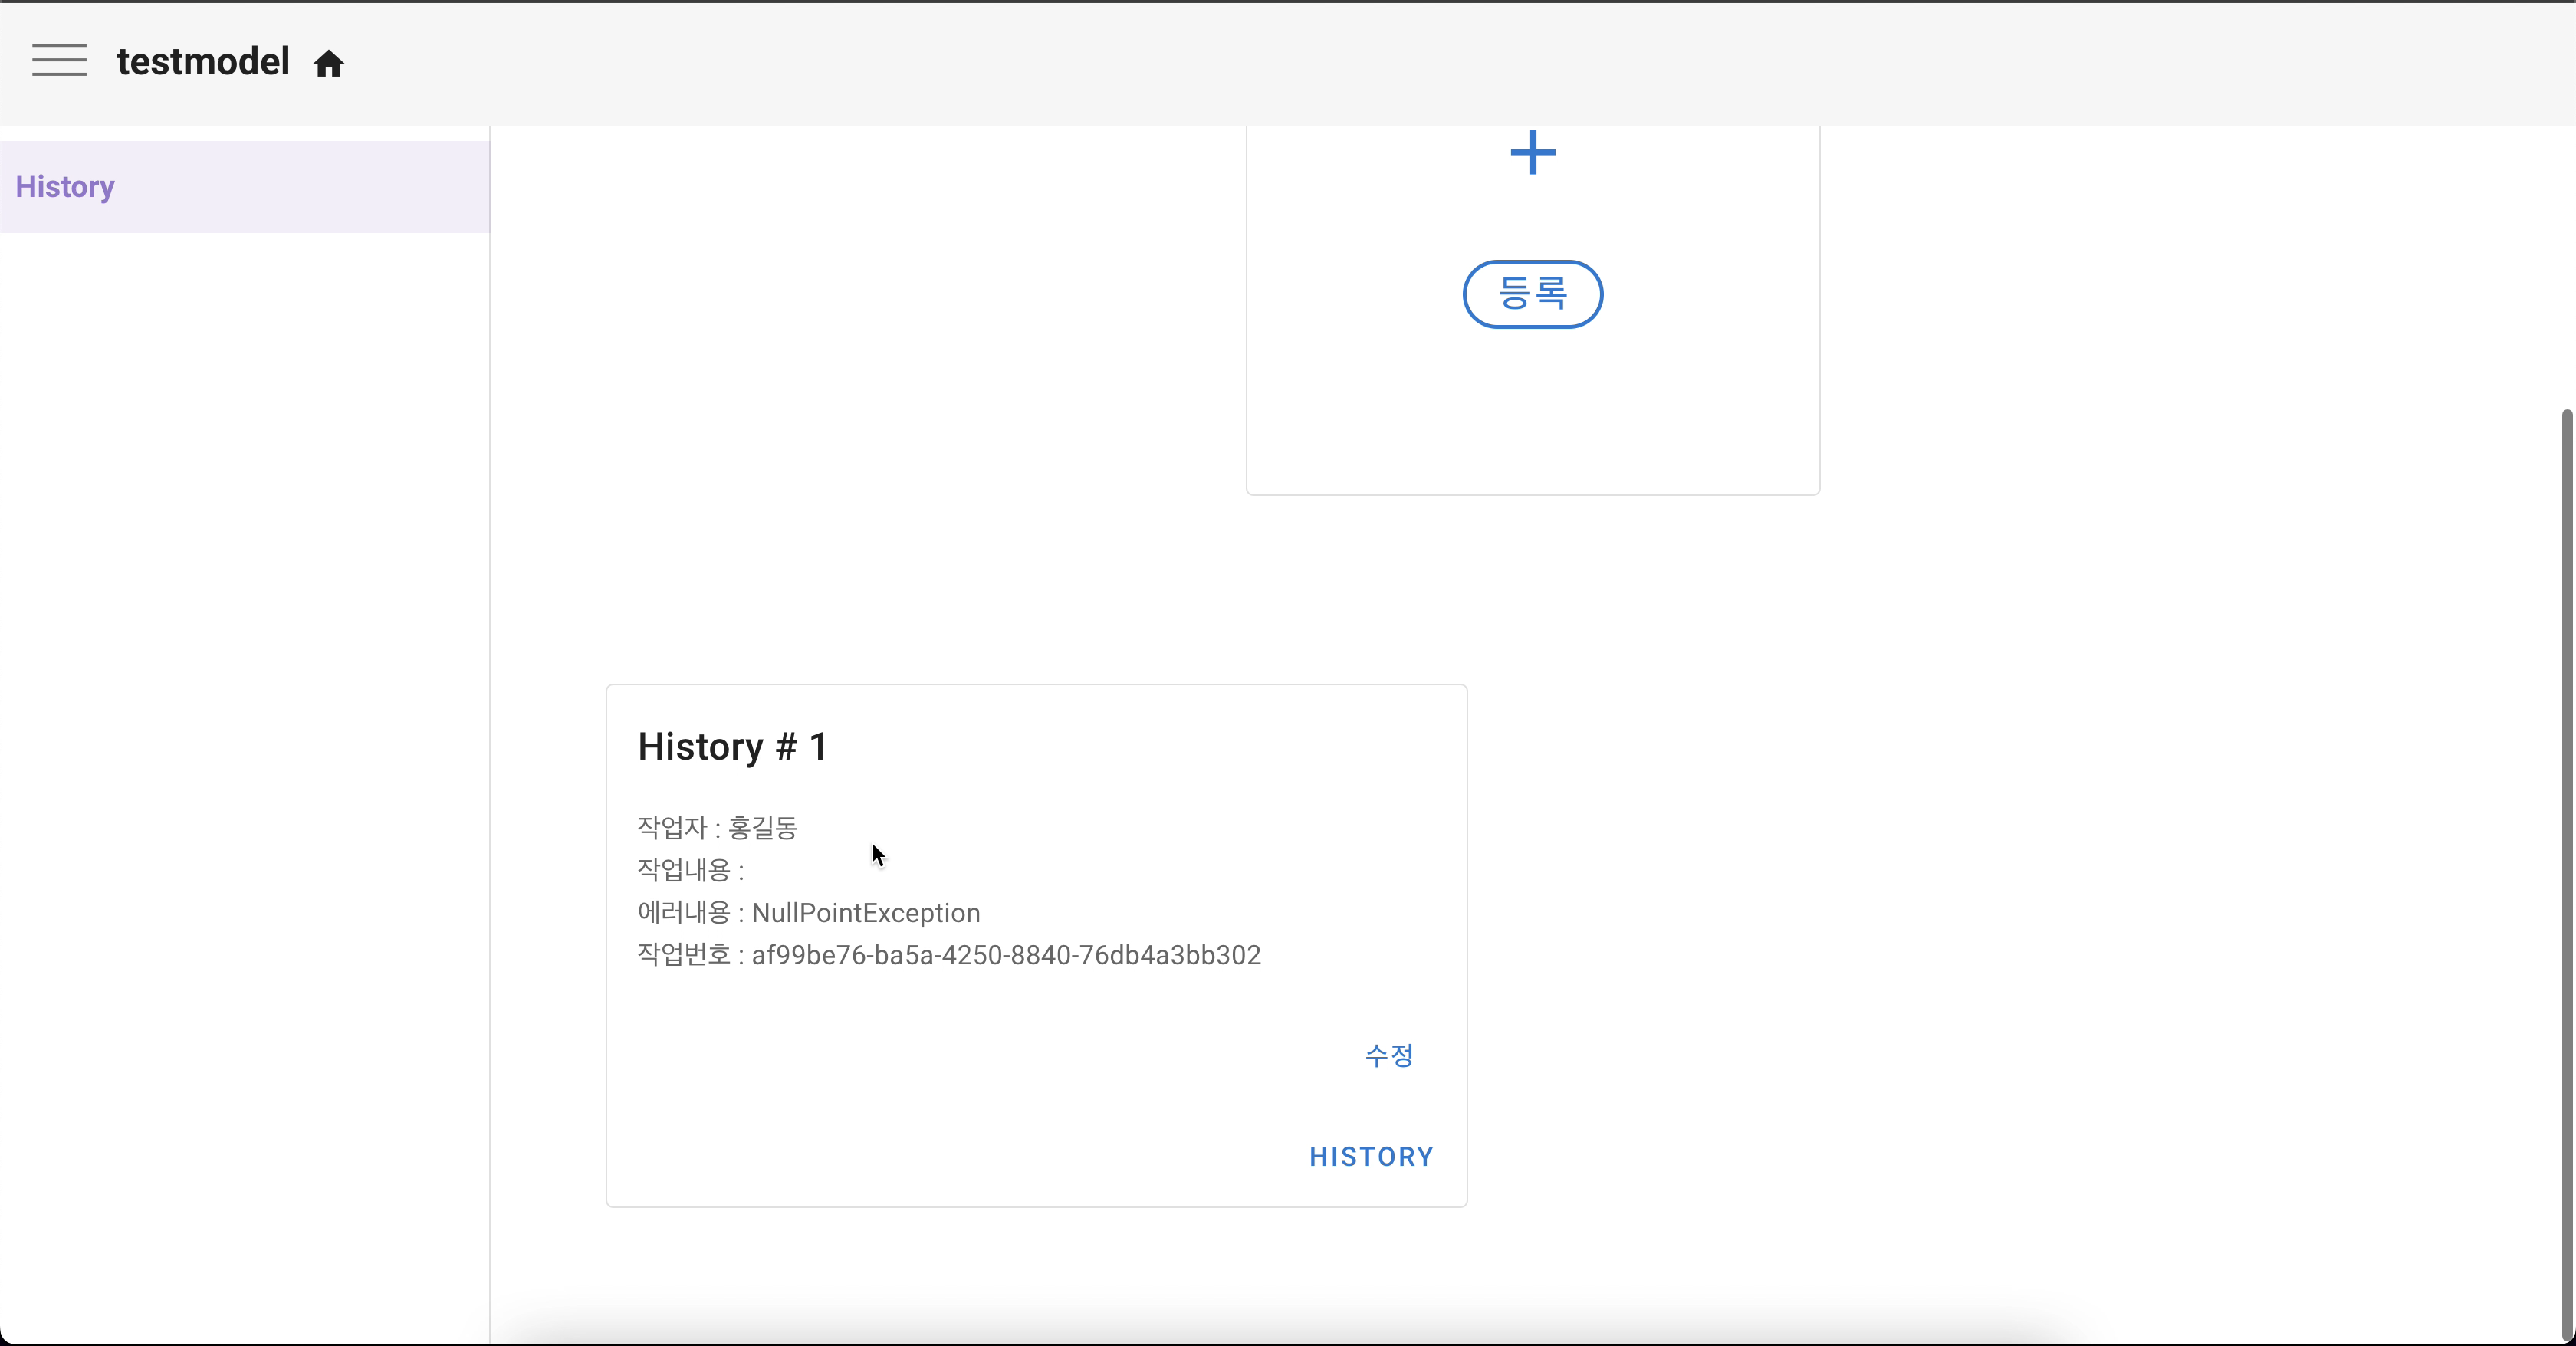 testmodel
History
등록
History # 1
작업자 : 홍길동
작업내용 :
에러내용 : NullPointException
작업번호 : af99be76-ba5a-4250-8840-76db4a3bb302
수정
HISTORY